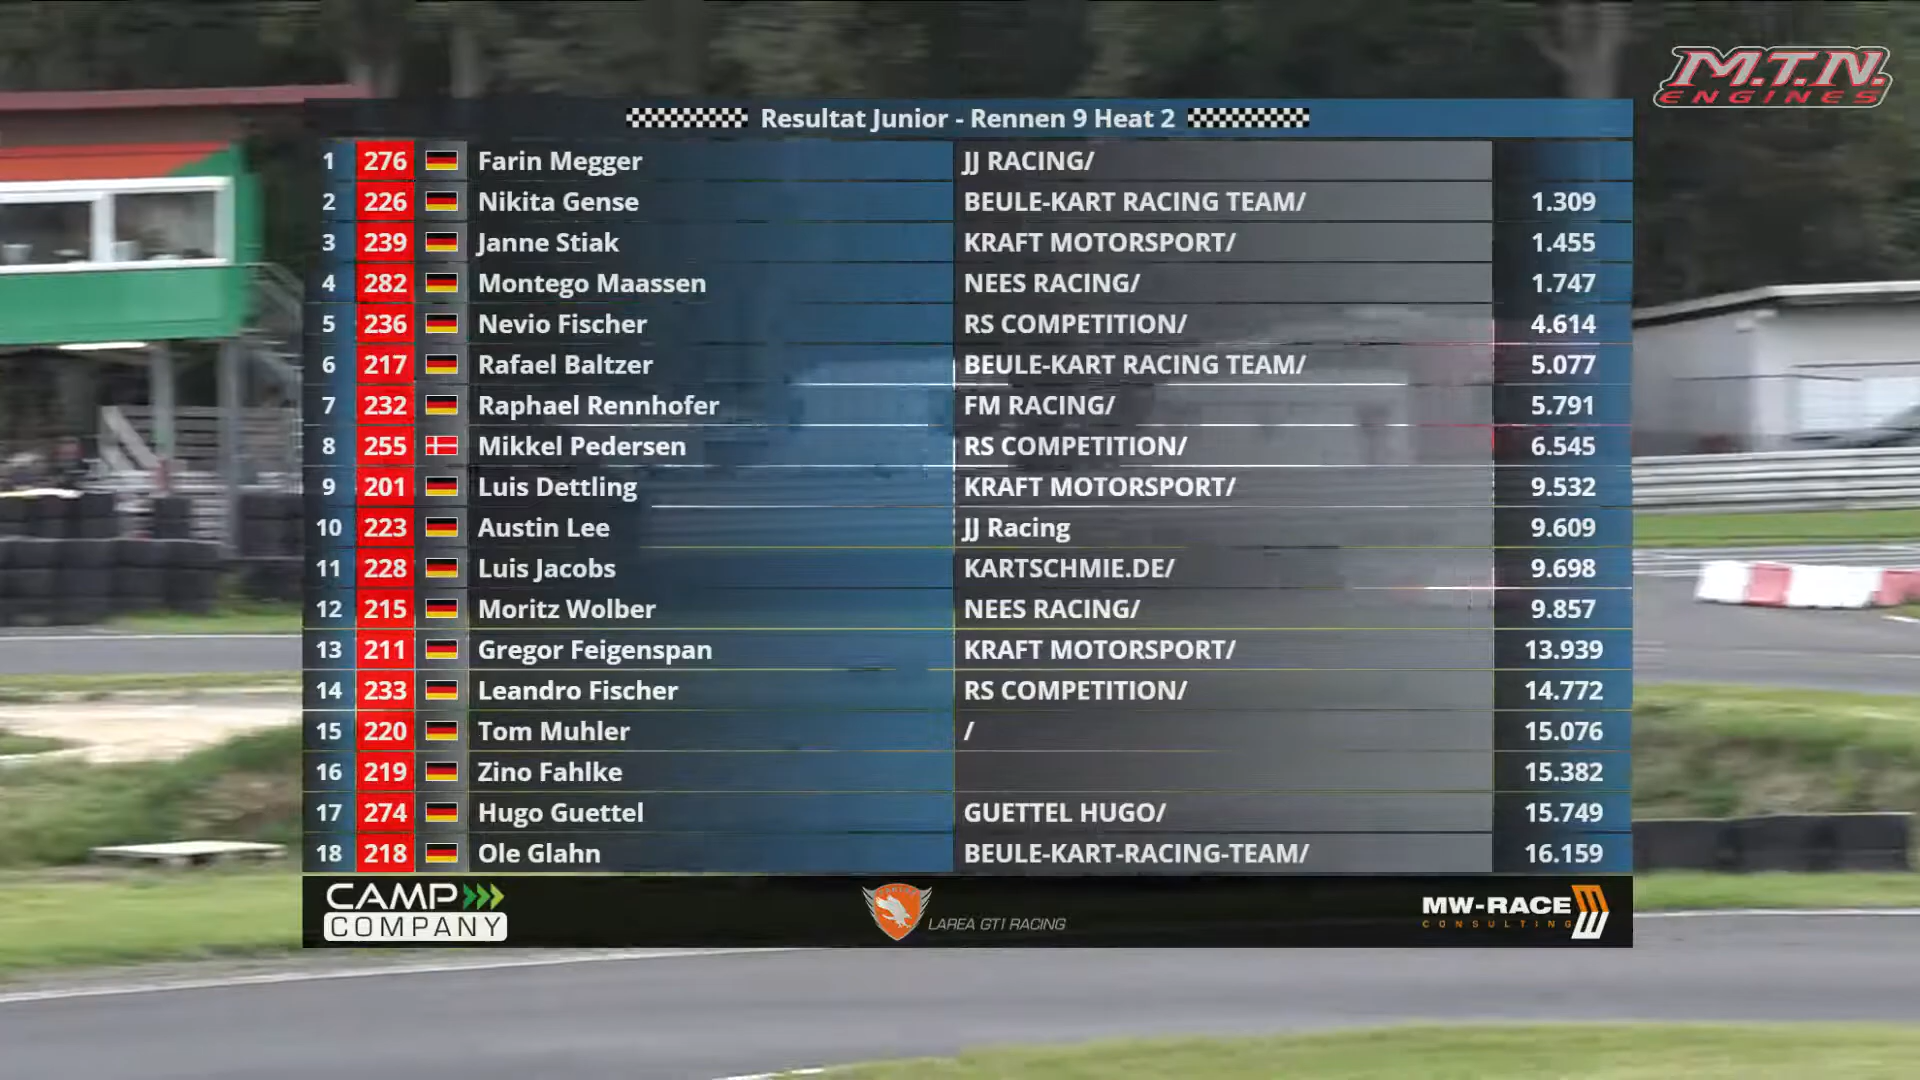 M.T.N.
ENGINES
Resultat Junior - Rennen 9 Heat 2
1 276 Farin Megger JJ RACING/
2 226 Nikita Gense BEULE-KART RACING TEAM/ 1.309
3 239 Janne Stiak KRAFT MOTORSPORT/ 1.455
4 282 Montego Maassen NEES RACING/ 1.747
5 236 Nevio Fischer RS COMPETITION/ 4.614
6 217 Rafael Baltzer BEULE-KART RACING TEAM/ 5.077
7 232 Raphael Rennhofer FM RACING/ 5.791
8 255 Mikkel Pedersen RS COMPETITION/ 6.545
9 201 Luis Dettling KRAFT MOTORSPORT/ 9.532
10 223 Austin Lee JJ Racing 9.609
11 228 Luis Jacobs KARTSCHMIE.DE/ 9.698
12 215 Moritz Wolber NEES RACING/ 9.857
13 211 Gregor Feigenspan KRAFT MOTORSPORT/ 13.939
14 233 Leandro Fischer RS COMPETITION/ 14.772
15 220 Tom Muhler / 15.076
16 219 Zino Fahlke 15.382
17 274 Hugo Guettel GUETTEL HUGO/ 15.749
18 218 Ole Glahn BEULE-KART-RACING-TEAM/ 16.159
CAMP
COMPANY
LAREA GT1 RACING
MW-RACE
CONSULTING